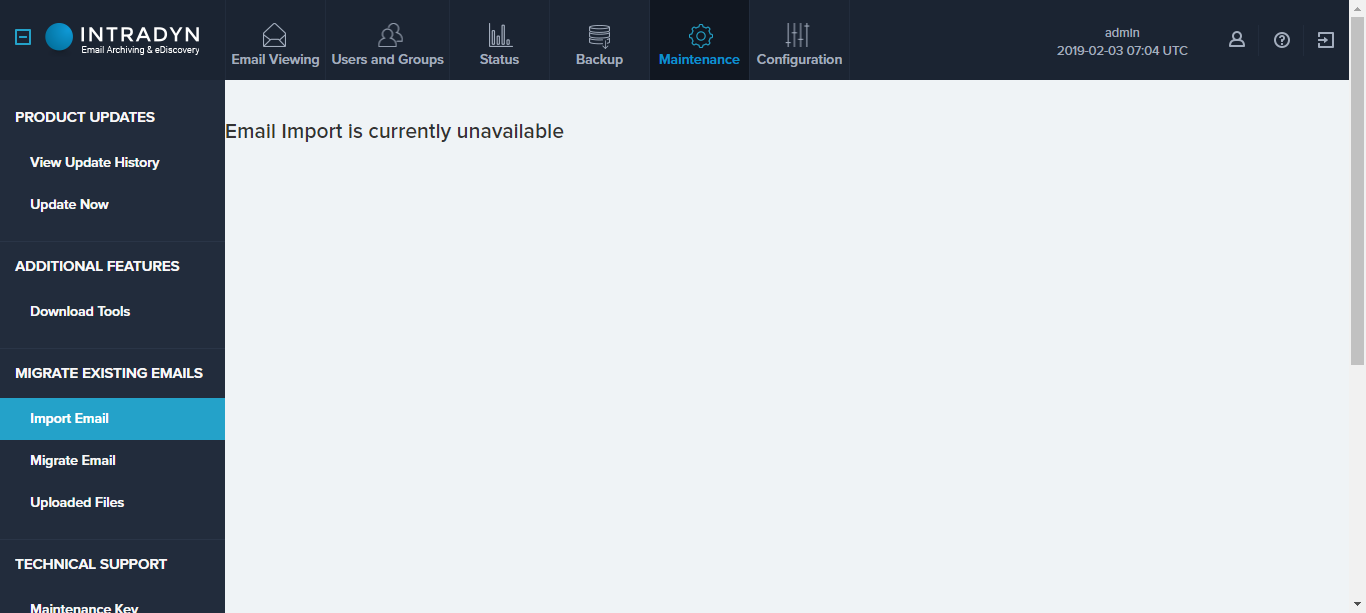 INTRADYN
Email Archiving & eDiscovery
Email Viewing
Users and Groups
Status
Backup
Maintenance
Configuration
admin
2019-02-03 07:04 UTC
PRODUCT UPDATES
View Update History
Update Now
ADDITIONAL FEATURES
Download Tools
MIGRATE EXISTING EMAILS
Import Email
Migrate Email
Uploaded Files
TECHNICAL SUPPORT
Maintenance Key
Email Import is currently unavailable